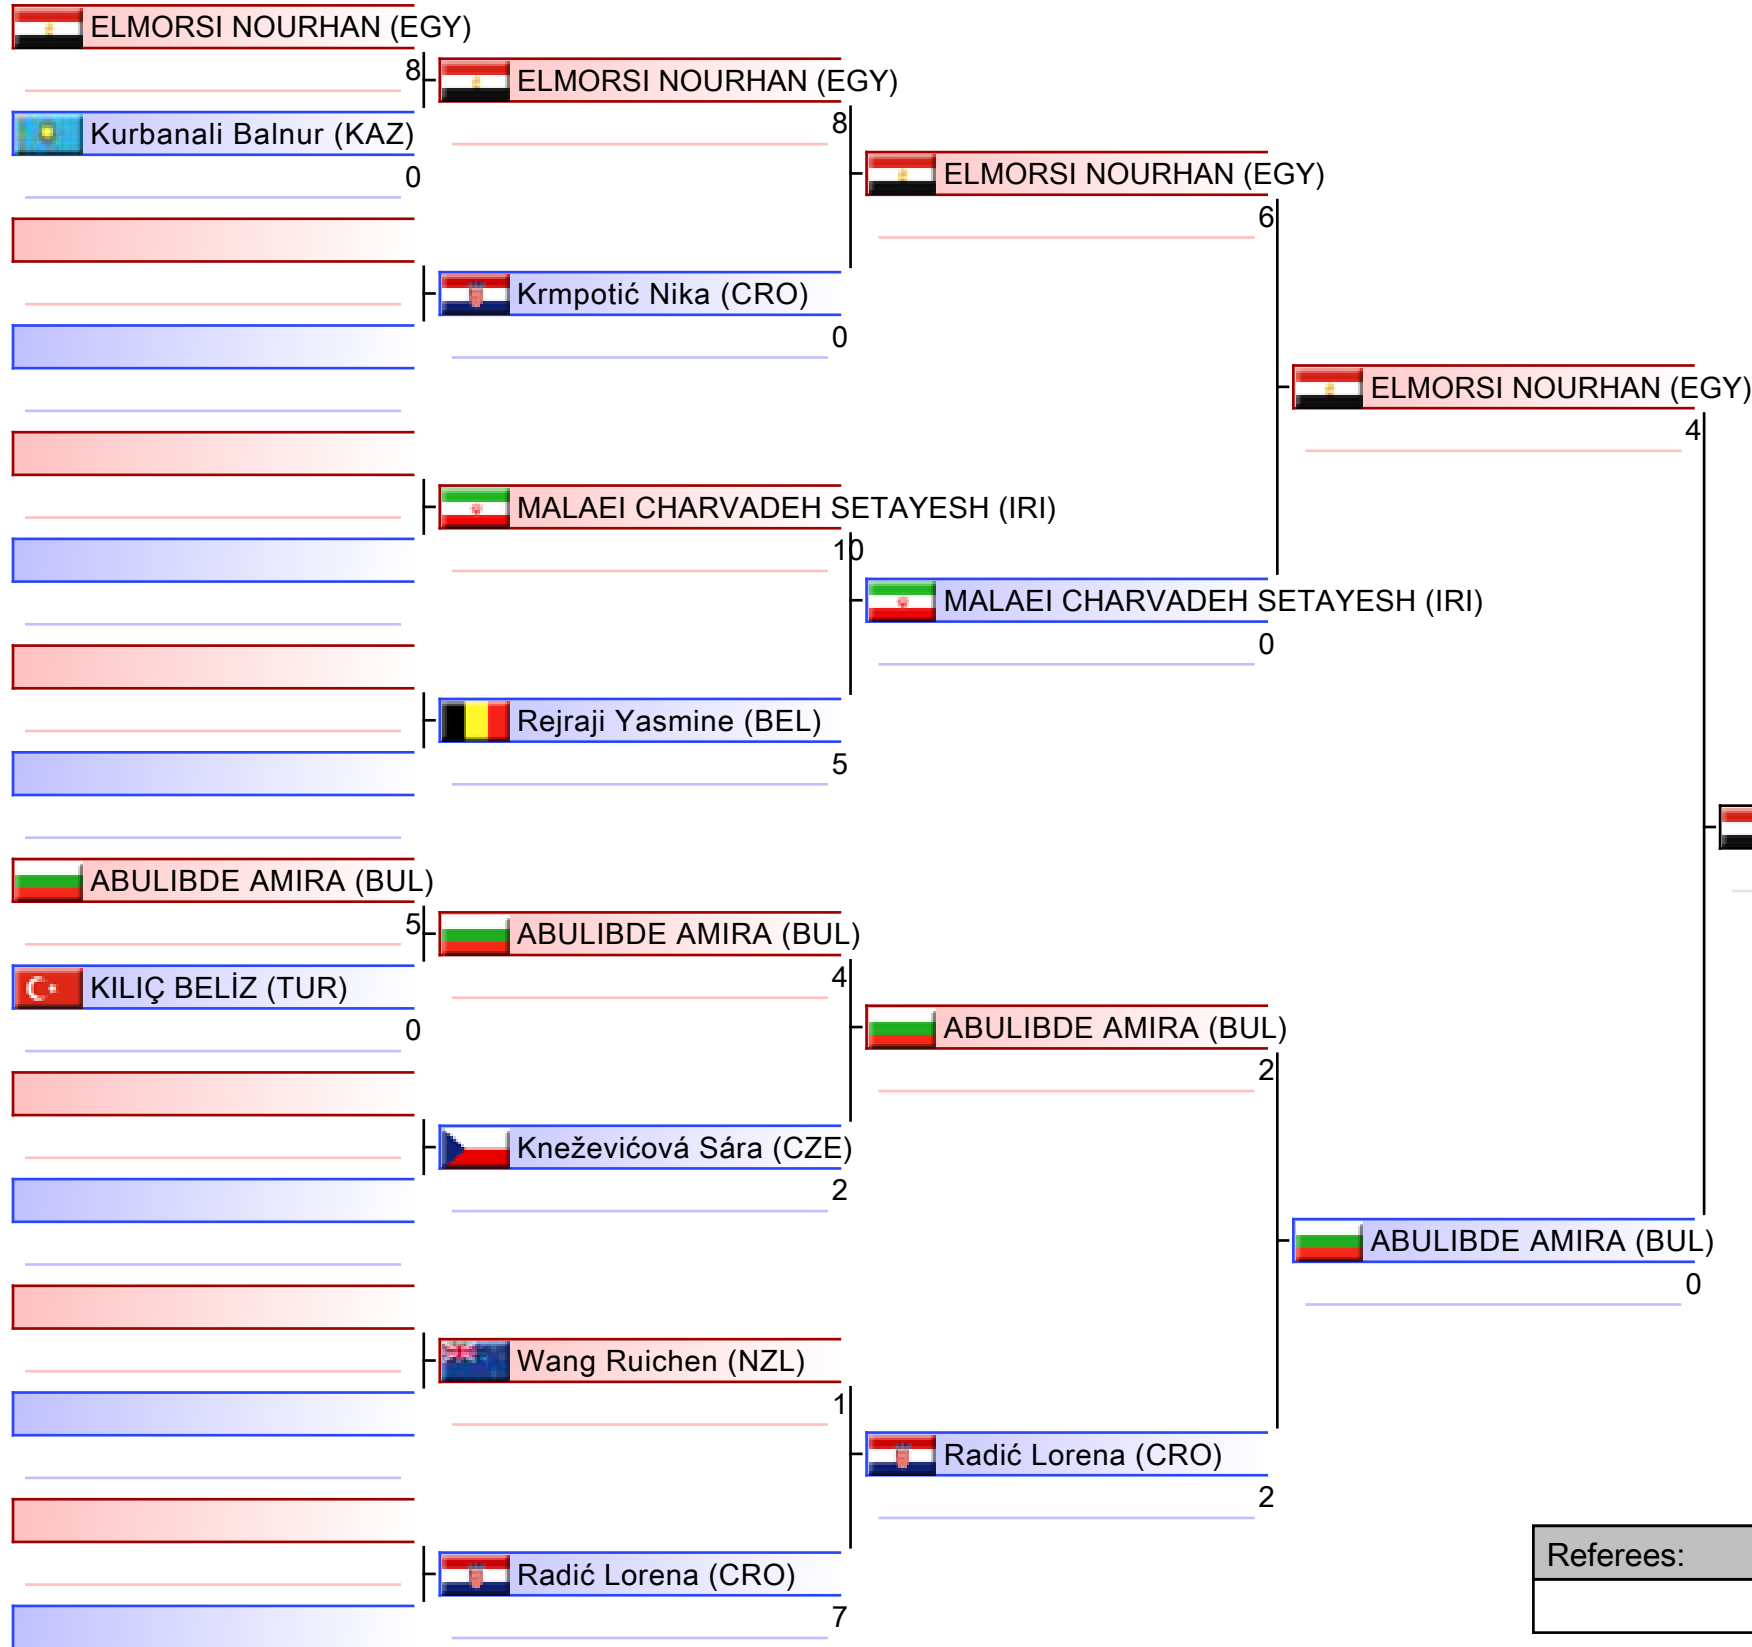 ELMORSI NOURHAN (EGY)
8
Kurbanali Balnur (KAZ)
0
ABULIBDE AMIRA (BUL)
5
KILIÇ BELİZ (TUR)
0
ELMORSI NOURHAN (EGY)
8
Krmpotić Nika (CRO)
0
MALAEI CHARVADEH SETAYESH (IRI)
10
Rejraji Yasmine (BEL)
5
ABULIBDE AMIRA (BUL)
4
Kneževićová Sára (CZE)
2
Wang Ruichen (NZL)
1
Radić Lorena (CRO)
7
ELMORSI NOURHAN (EGY)
6
MALAEI CHARVADEH SETAYESH (IRI)
0
ABULIBDE AMIRA (BUL)
2
Radić Lorena (CRO)
2
ELMORSI NOURHAN (EGY)
4
ABULIBDE AMIRA (BUL)
0
Referees: